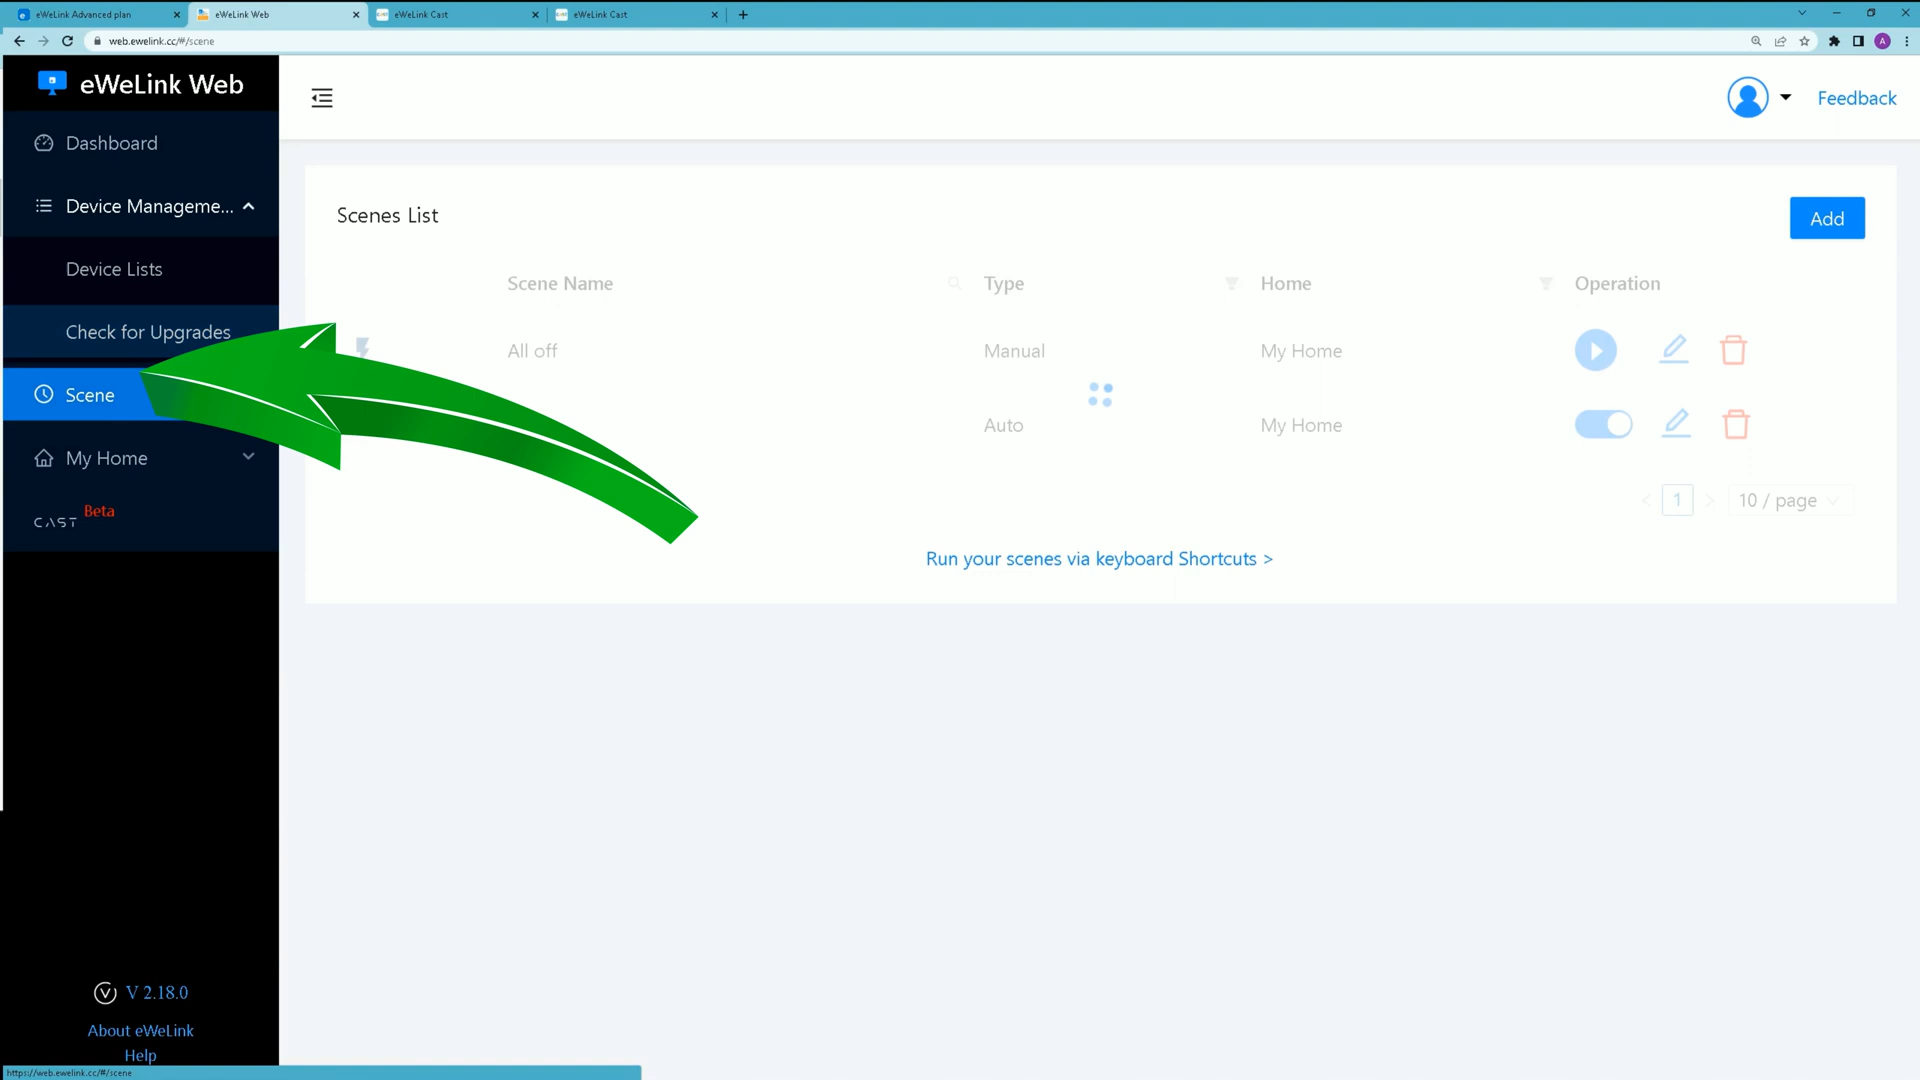 eWeLink Advanced plan
eWeLink Web
eWeLink Cast
eWeLink Cast
web.ewelink.cc/#/scene
A
eWeLink Web
Feedback
Dashboard
Device Manageme...
Device Lists
Check for Upgrades
Scene
My Home
CAST Beta
Scenes List
Add
Scene Name
Type
Home
Operation
All off
Manual
My Home
Auto
My Home
1
10 / page
Run your scenes via keyboard Shortcuts >
V 2.18.0
About eWeLink
Help
https://web.ewelink.cc/#/scene